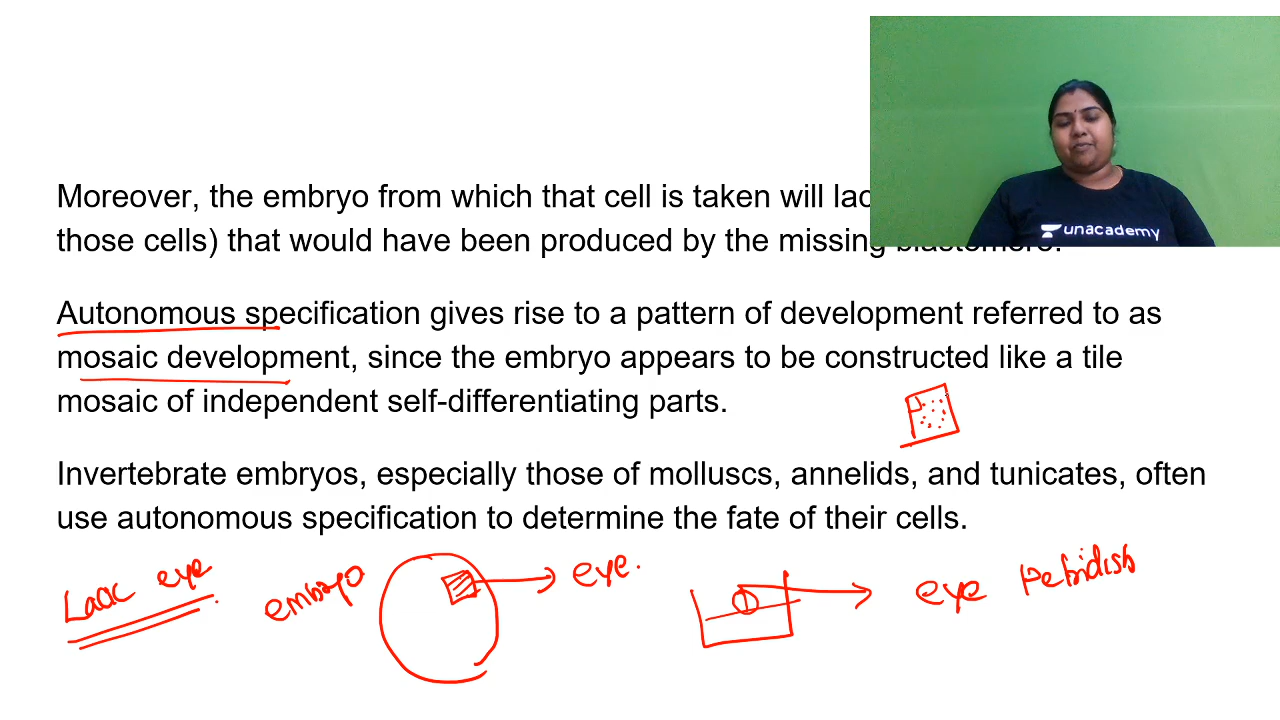 Moreover, the embryo from which that cell is taken will lac
unacademy
those cells) that would have been produced by the missing blastomere.
Autonomous specification gives rise to a pattern of development referred to as
mosaic development, since the embryo appears to be constructed like a tile
mosaic of independent self-differentiating parts.
Invertebrate embryos, especially those of molluscs, annelids, and tunicates, often
use autonomous specification to determine the fate of their cells.
Laac eye
embryo
eye.
eye Petridish